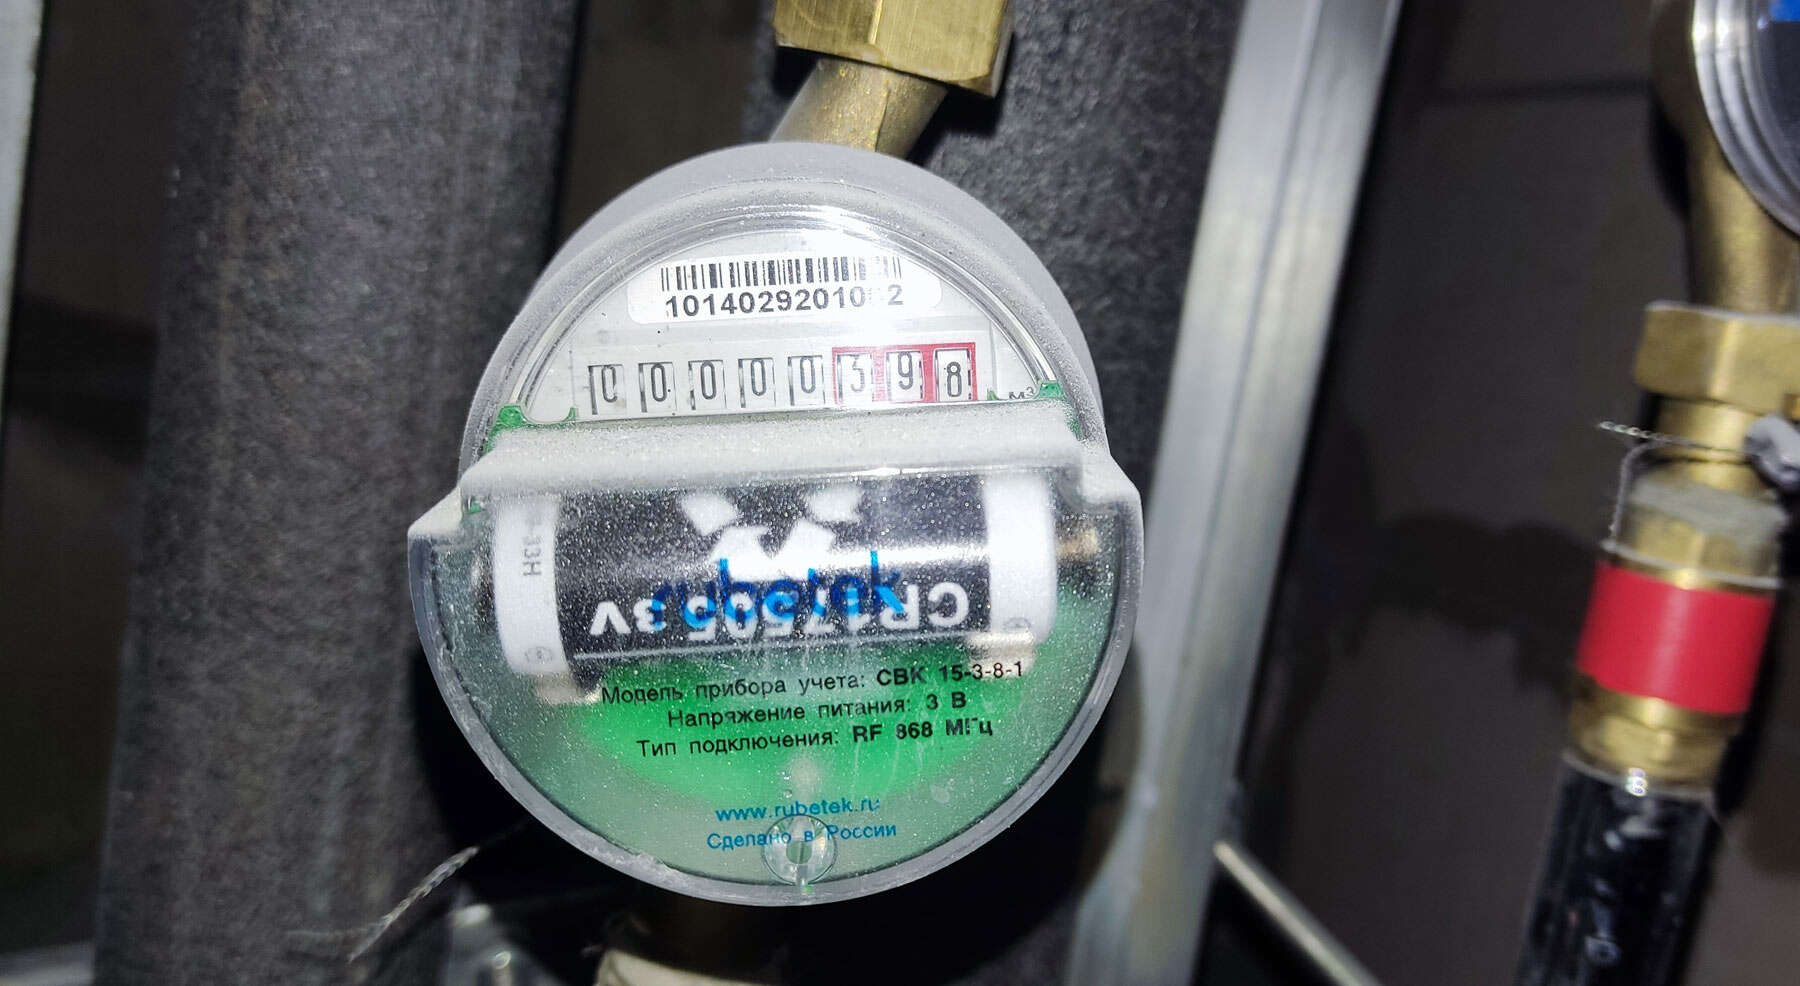 00000398
м³
33H
CR17505 3V
rubetek
Модель прибора учета: СВК 15-3-8-1
Напряжение питания: 3 В
Тип подключения: RF 868 МГц
www.rubetek.ru
Сделано в России